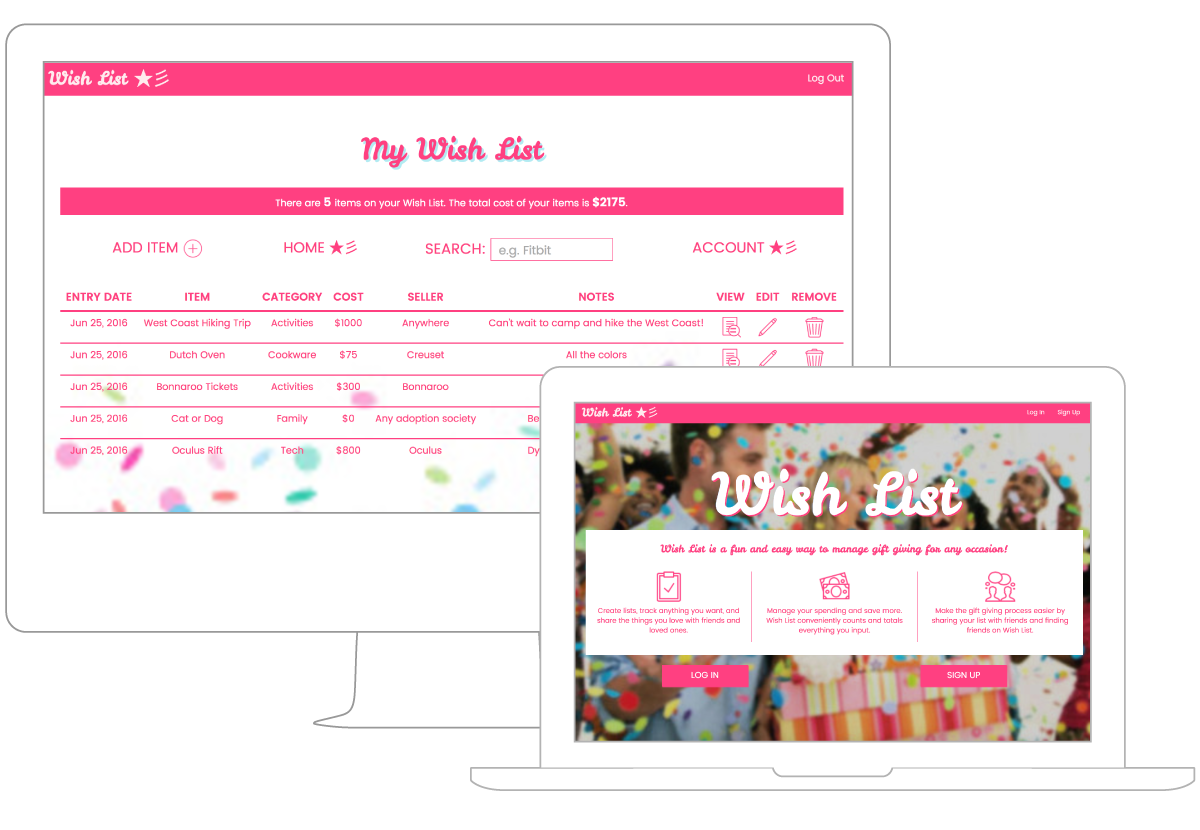 Wish List
Log Out
My Wish List
There are 5 items on your Wish List. The total cost of your items is $2175.
ADD ITEM HOME SEARCH: e.g. Fitbit ACCOUNT
ENTRY DATE ITEM CATEGORY COST SELLER NOTES VIEW EDIT REMOVE
Jun 25, 2016 West Coast Hiking Trip Activities $1000 Anywhere Can't wait to camp and hike the West Coast!
Jun 25, 2016 Dutch Oven Cookware $75 Creuset All the colors
Jun 25, 2016 Bonnaroo Tickets Activities $300 Bonnaroo
Jun 25, 2016 Cat or Dog Family $0 Any adoption society Be
Jun 25, 2016 Oculus Rift Tech $800 Oculus Dy
Wish List
Log In Sign Up
Wish List
Wish List is a fun and easy way to manage gift giving for any occasion!
Create lists, track anything you want, and
share the things you love with friends and
loved ones.
Manage your spending and save more.
Wish List conveniently counts and totals
everything you input.
Make the gift giving process easier by
sharing your list with friends and finding
friends on Wish List.
LOG IN
SIGN UP